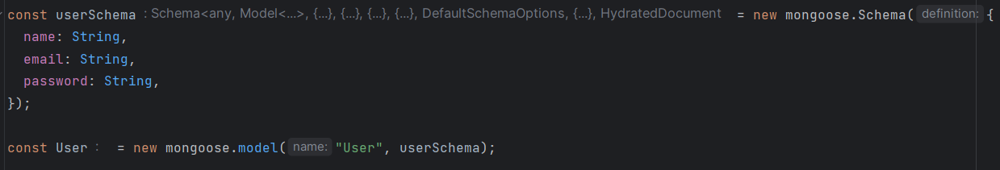 const userSchema : Schema<any, Model<...>, {...}, {...}, {...}, {...}, DefaultSchemaOptions, {...}, HydratedDocument = new mongoose.Schema( definition: {
name: String,
email: String,
password: String,
});
const User : = new mongoose.model( name: "User", userSchema);